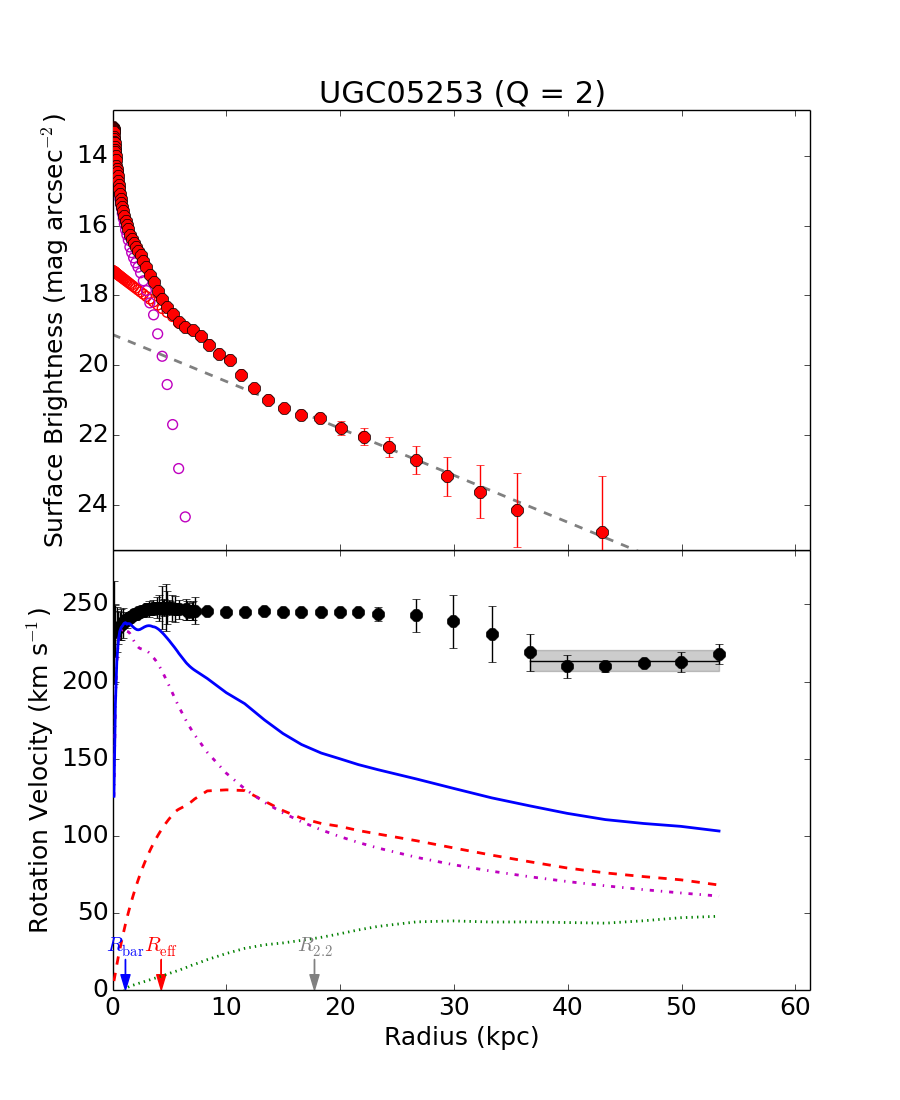 UGC05253 (Q = 2)
Surface Brightness (mag arcsec⁻²)
14
16
18
20
22
24
Rotation Velocity (km s⁻¹)
250
200
150
100
50
0
R_bar R_eff R_2.2
0 10 20 30 40 50 60
Radius (kpc)